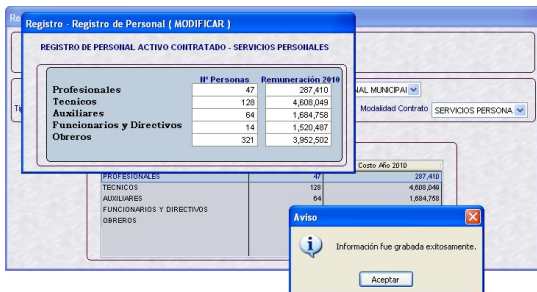 Re
Registro - Registro de Personal ( MODIFICAR )
REGISTRO DE PERSONAL ACTIVO CONTRATADO - SERVICIOS PERSONALES
Nº Personas Remuneración 2010
Profesionales 47 287,410
Tecnicos 128 4,608,049
Auxiliares 64 1,684,758
Funcionarios y Directivos 14 1,520,487
Obreros 321 3,952,502
NAL MUNICIPAI
Modalidad Contrato SERVICIOS PERSONA
Costo Año 2010
PROFESIONALES 47 287,410
TECNICOS 128 4,608,049
AUXILIARES 64 1,684,758
FUNCIONARIOS Y DIRECTIVOS
OBREROS
Aviso
Información fue grabada exitosamente.
Aceptar